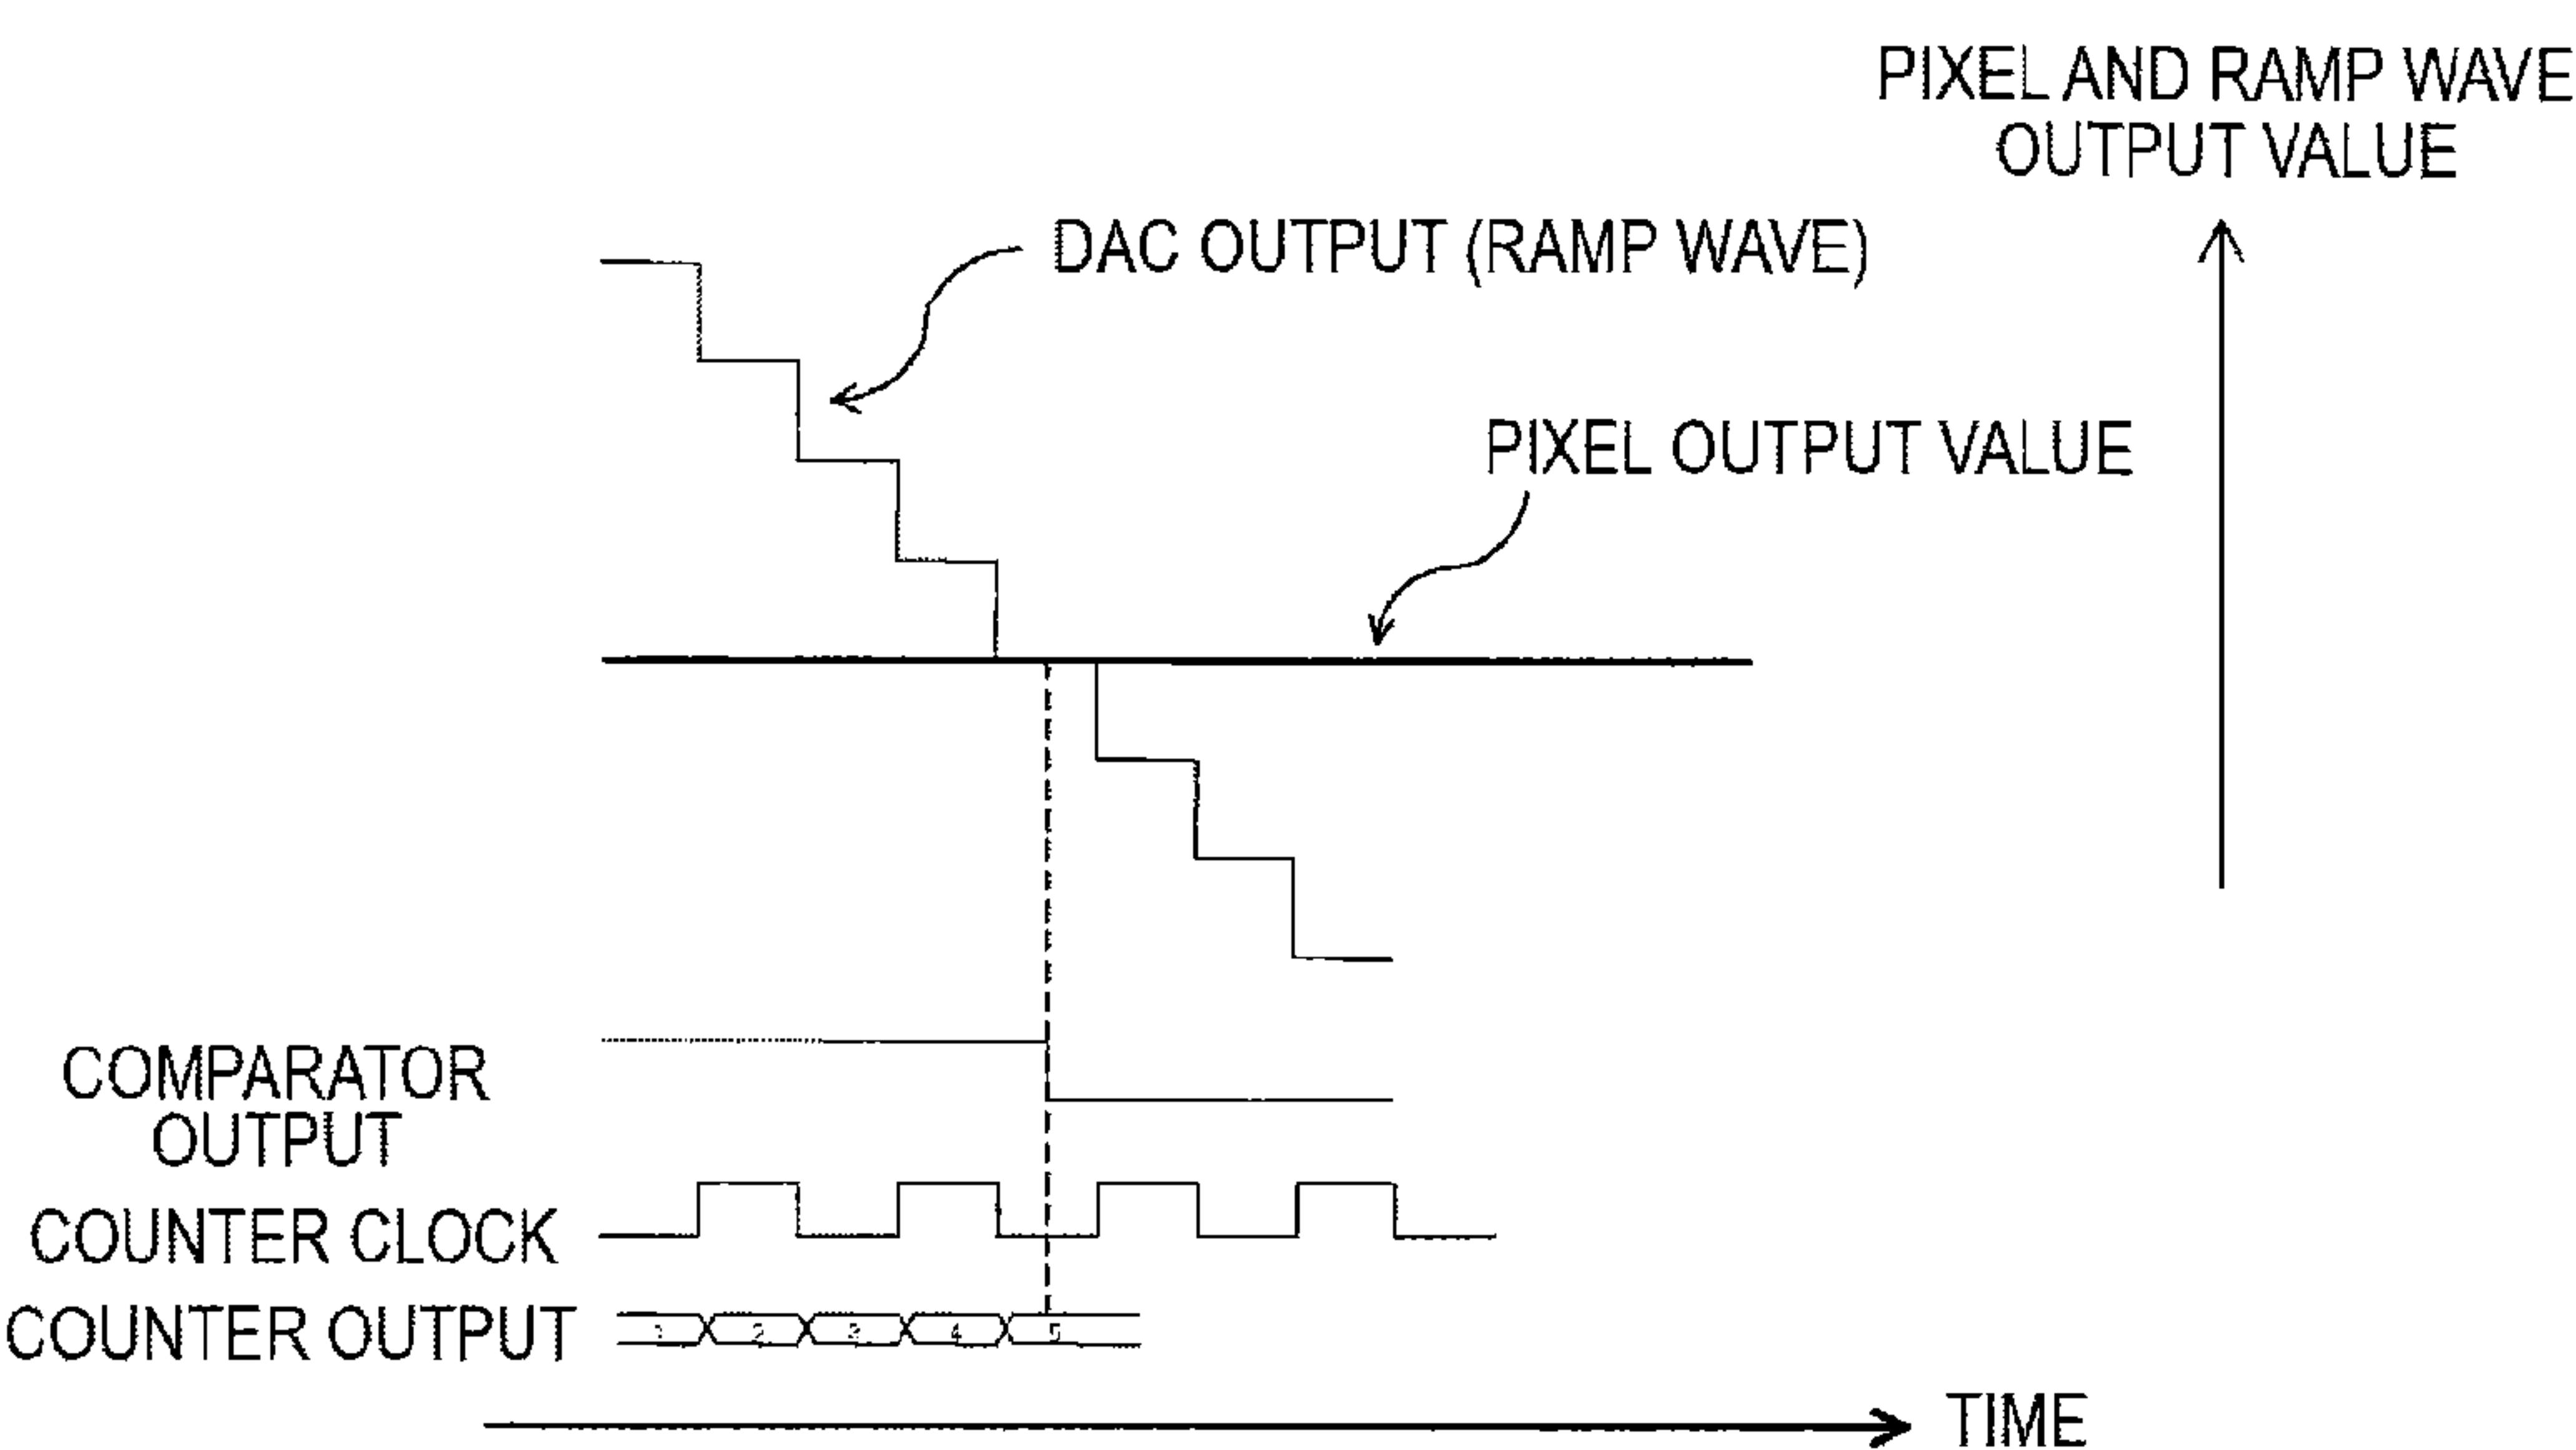 PIXEL AND RAMP WAVE
OUTPUT VALUE
DAC OUTPUT (RAMP WAVE)
PIXEL OUTPUT VALUE
COMPARATOR
OUTPUT
COUNTER CLOCK
COUNTER OUTPUT
1 2 3 4 5
TIME